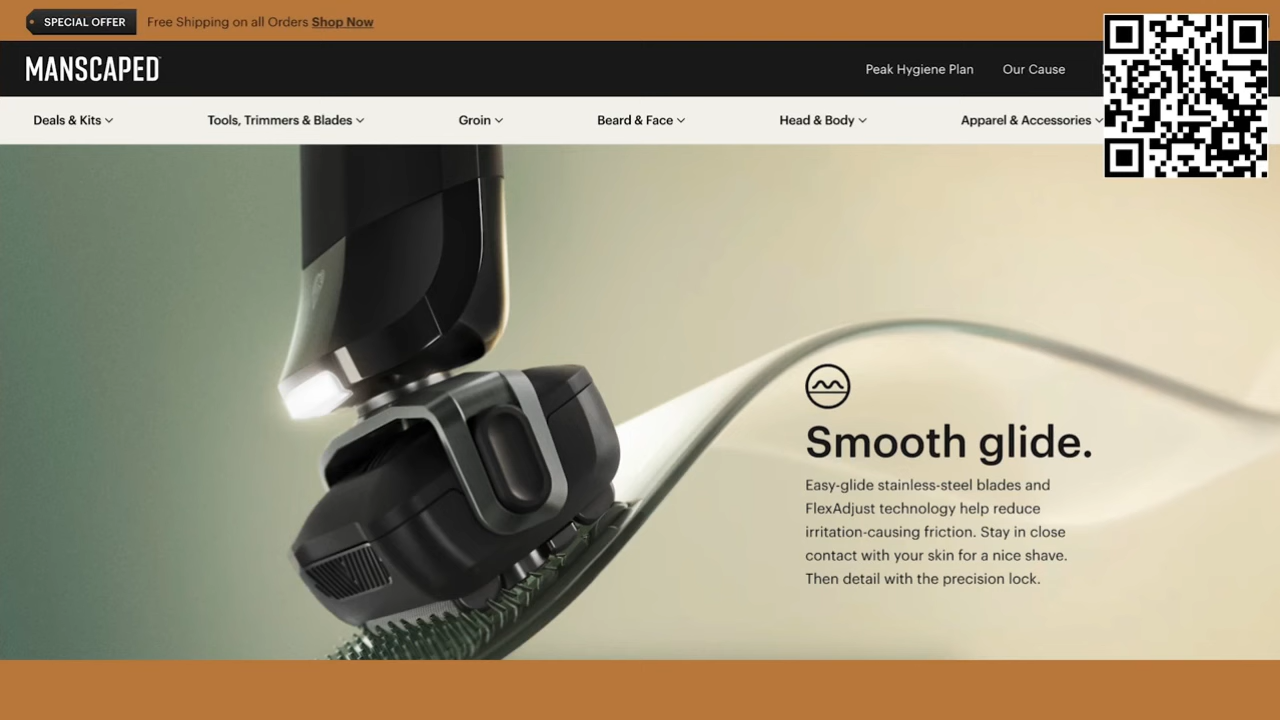 SPECIAL OFFER Free Shipping on all Orders Shop Now
MANSCAPED
Peak Hygiene Plan Our Cause
Deals & Kits Tools, Trimmers & Blades Groin Beard & Face Head & Body Apparel & Accessories
Smooth glide.
Easy-glide stainless-steel blades and
FlexAdjust technology help reduce
irritation-causing friction. Stay in close
contact with your skin for a nice shave.
Then detail with the precision lock.